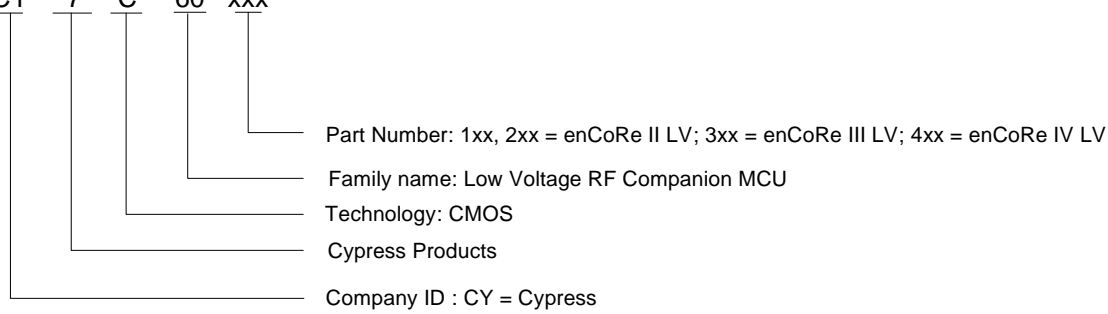 CY 7 C 60 xxx
Part Number: 1xx, 2xx = enCoRe II LV; 3xx = enCoRe III LV; 4xx = enCoRe IV LV
Family name: Low Voltage RF Companion MCU
Technology: CMOS
Cypress Products
Company ID : CY = Cypress